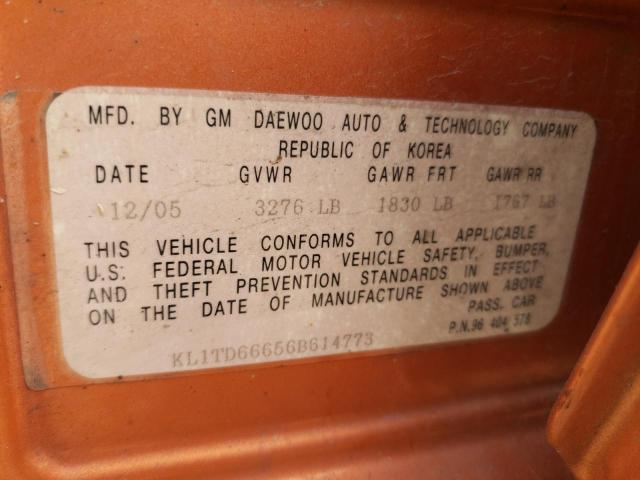 MFD. BY GM DAEWOO AUTO & TECHNOLOGY COMPANY
REPUBLIC OF KOREA
DATE GVWR GAWR FRT GAWR RR
12/05 3276 LB 1830 LB 1767 LB
THIS VEHICLE CONFORMS TO ALL APPLICABLE
U.S: FEDERAL MOTOR VEHICLE SAFETY, BUMPER,
AND THEFT PREVENTION STANDARDS IN EFFECT
ON THE DATE OF MANUFACTURE SHOWN ABOVE
PASS. CAR
P.N.96 404 578
KL1TD66656B614773